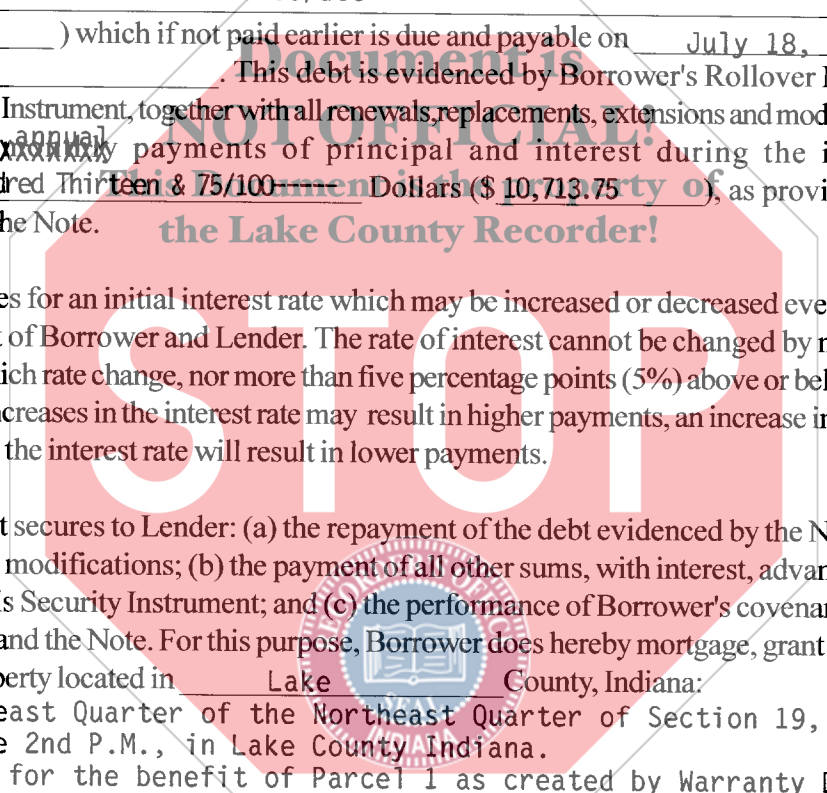 ) which if not paid earlier is due and payable on July 18,
. This debt is evidenced by Borrower's Rollover
Document is
Instrument, together with all renewals, replacements, extensions and mod
NOT OFFICIAL!
annual
payments of principal and interest during the i
dred Thirteen & 75/100------ Dollars ($ 10,713.75 ), as provi
This Document is the property of
he Note.
the Lake County Recorder!
es for an initial interest rate which may be increased or decreased eve
t of Borrower and Lender. The rate of interest cannot be changed by
ich rate change, nor more than five percentage points (5%) above or bel
creases in the interest rate may result in higher payments, an increase in
the interest rate will result in lower payments.
STOP
t secures to Lender: (a) the repayment of the debt evidenced by the N
modifications; (b) the payment of all other sums, with interest, advan
is Security Instrument; and (c) the performance of Borrower's covenan
and the Note. For this purpose, Borrower does hereby mortgage, grant
perty located in Lake County, Indiana:
east Quarter of the Northeast Quarter of Section 19,
e 2nd P.M., in Lake County Indiana.
for the benefit of Parcel 1 as created by Warranty
SEAL
INDIANA